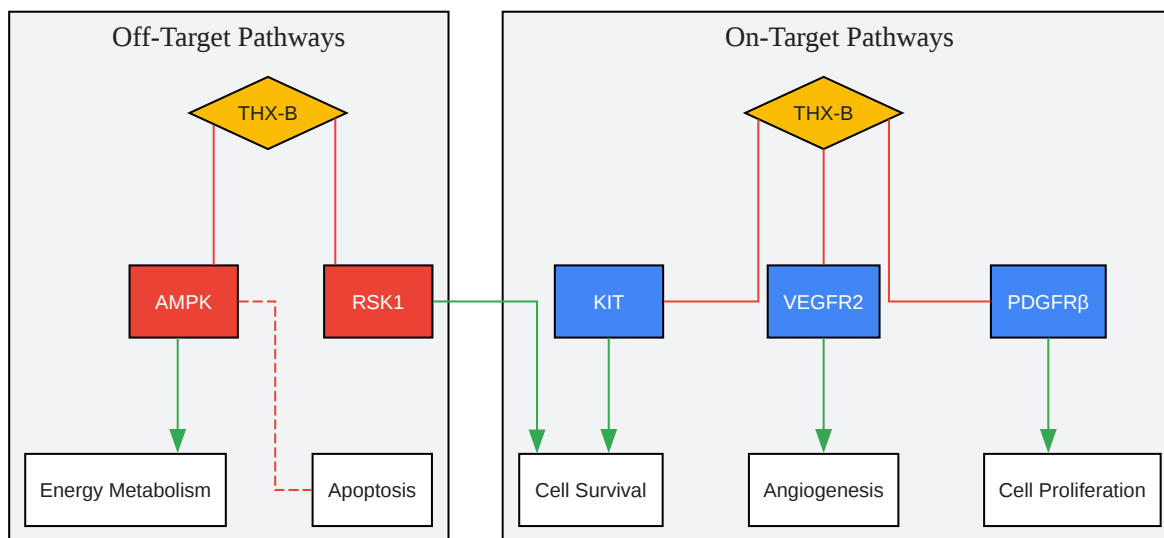 Off-Target Pathways
THX-B
AMPK
RSK1
Energy Metabolism
Apoptosis
On-Target Pathways
THX-B
KIT
VEGFR2
PDGFRβ
Cell Survival
Angiogenesis
Cell Proliferation